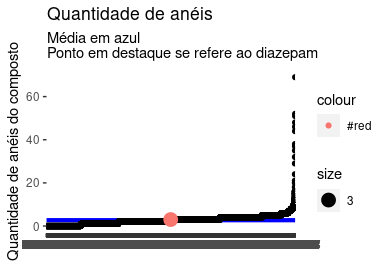 Quantidade de anéis
Média em azul
Ponto em destaque se refere ao diazepam
Quantidade de anéis do composto
60
40
20
0
colour
#red
size
3